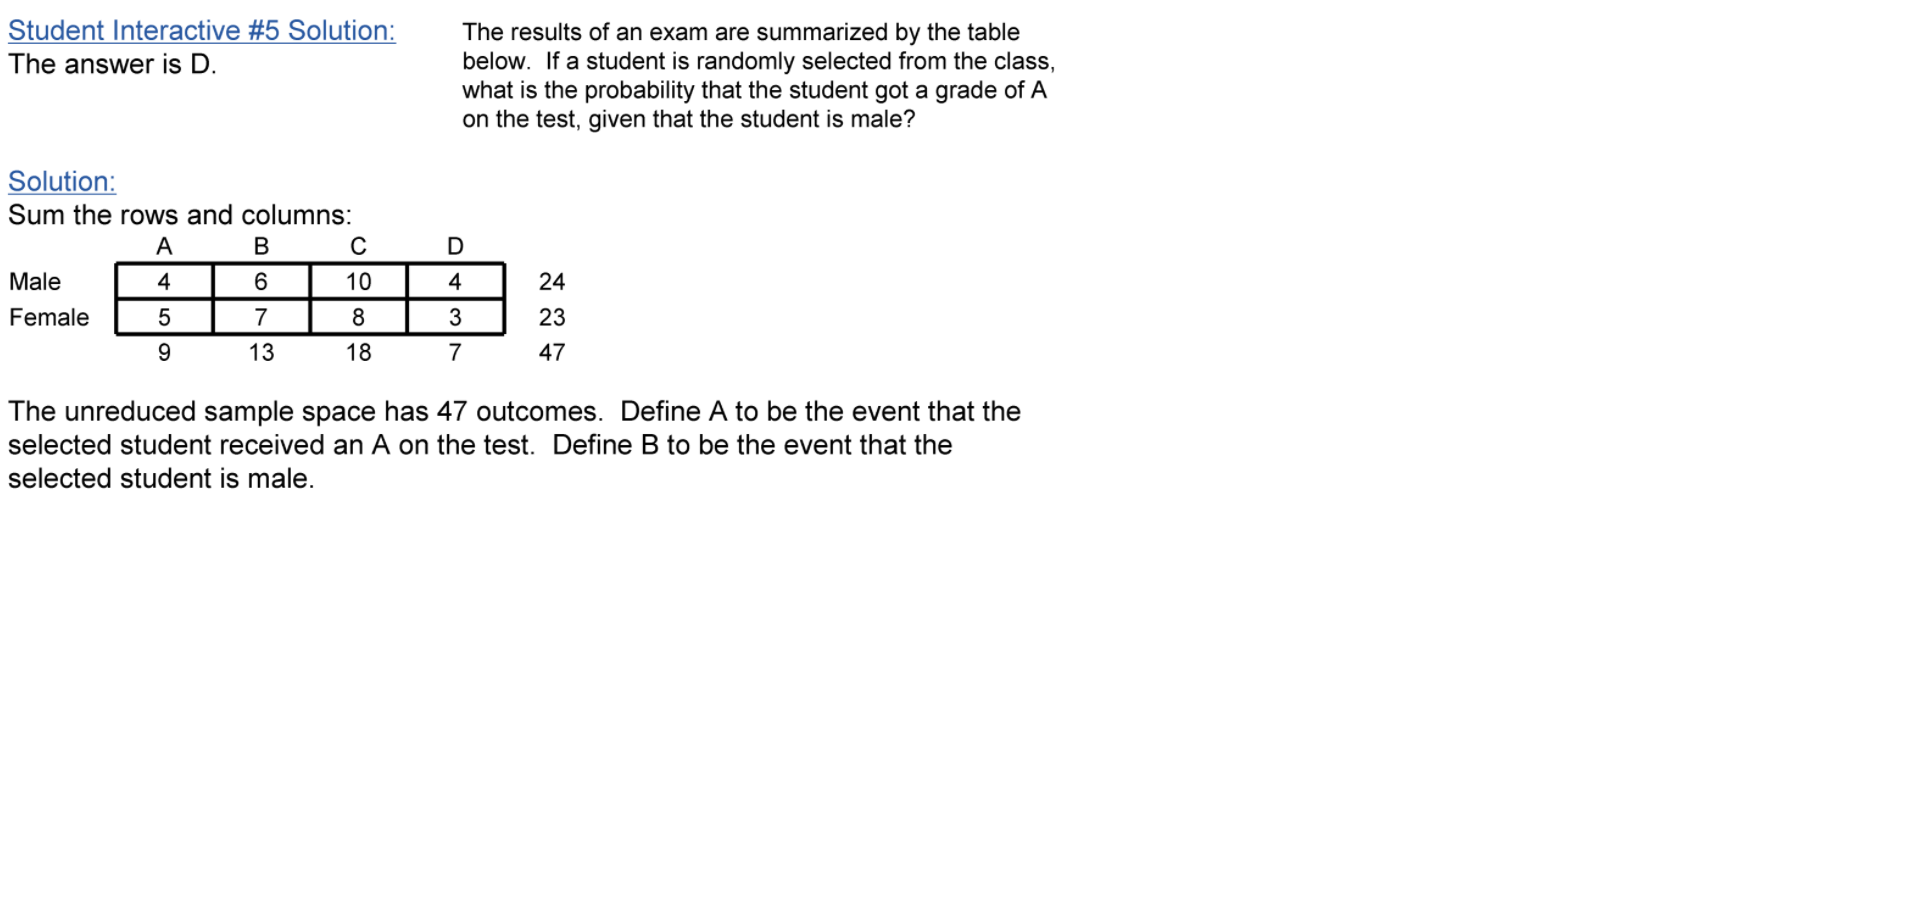 Student Interactive #5 Solution:
The answer is D.
The results of an exam are summarized by the table
below.  If a student is randomly selected from the class,
what is the probability that the student got a grade of A
on the test, given that the student is male?
Solution:
Sum the rows and columns:
A B C D
Male 4 6 10 4 24
Female 5 7 8 3 23
9 13 18 7 47
The unreduced sample space has 47 outcomes.  Define A to be the event that the
selected student received an A on the test.  Define B to be the event that the
selected student is male.